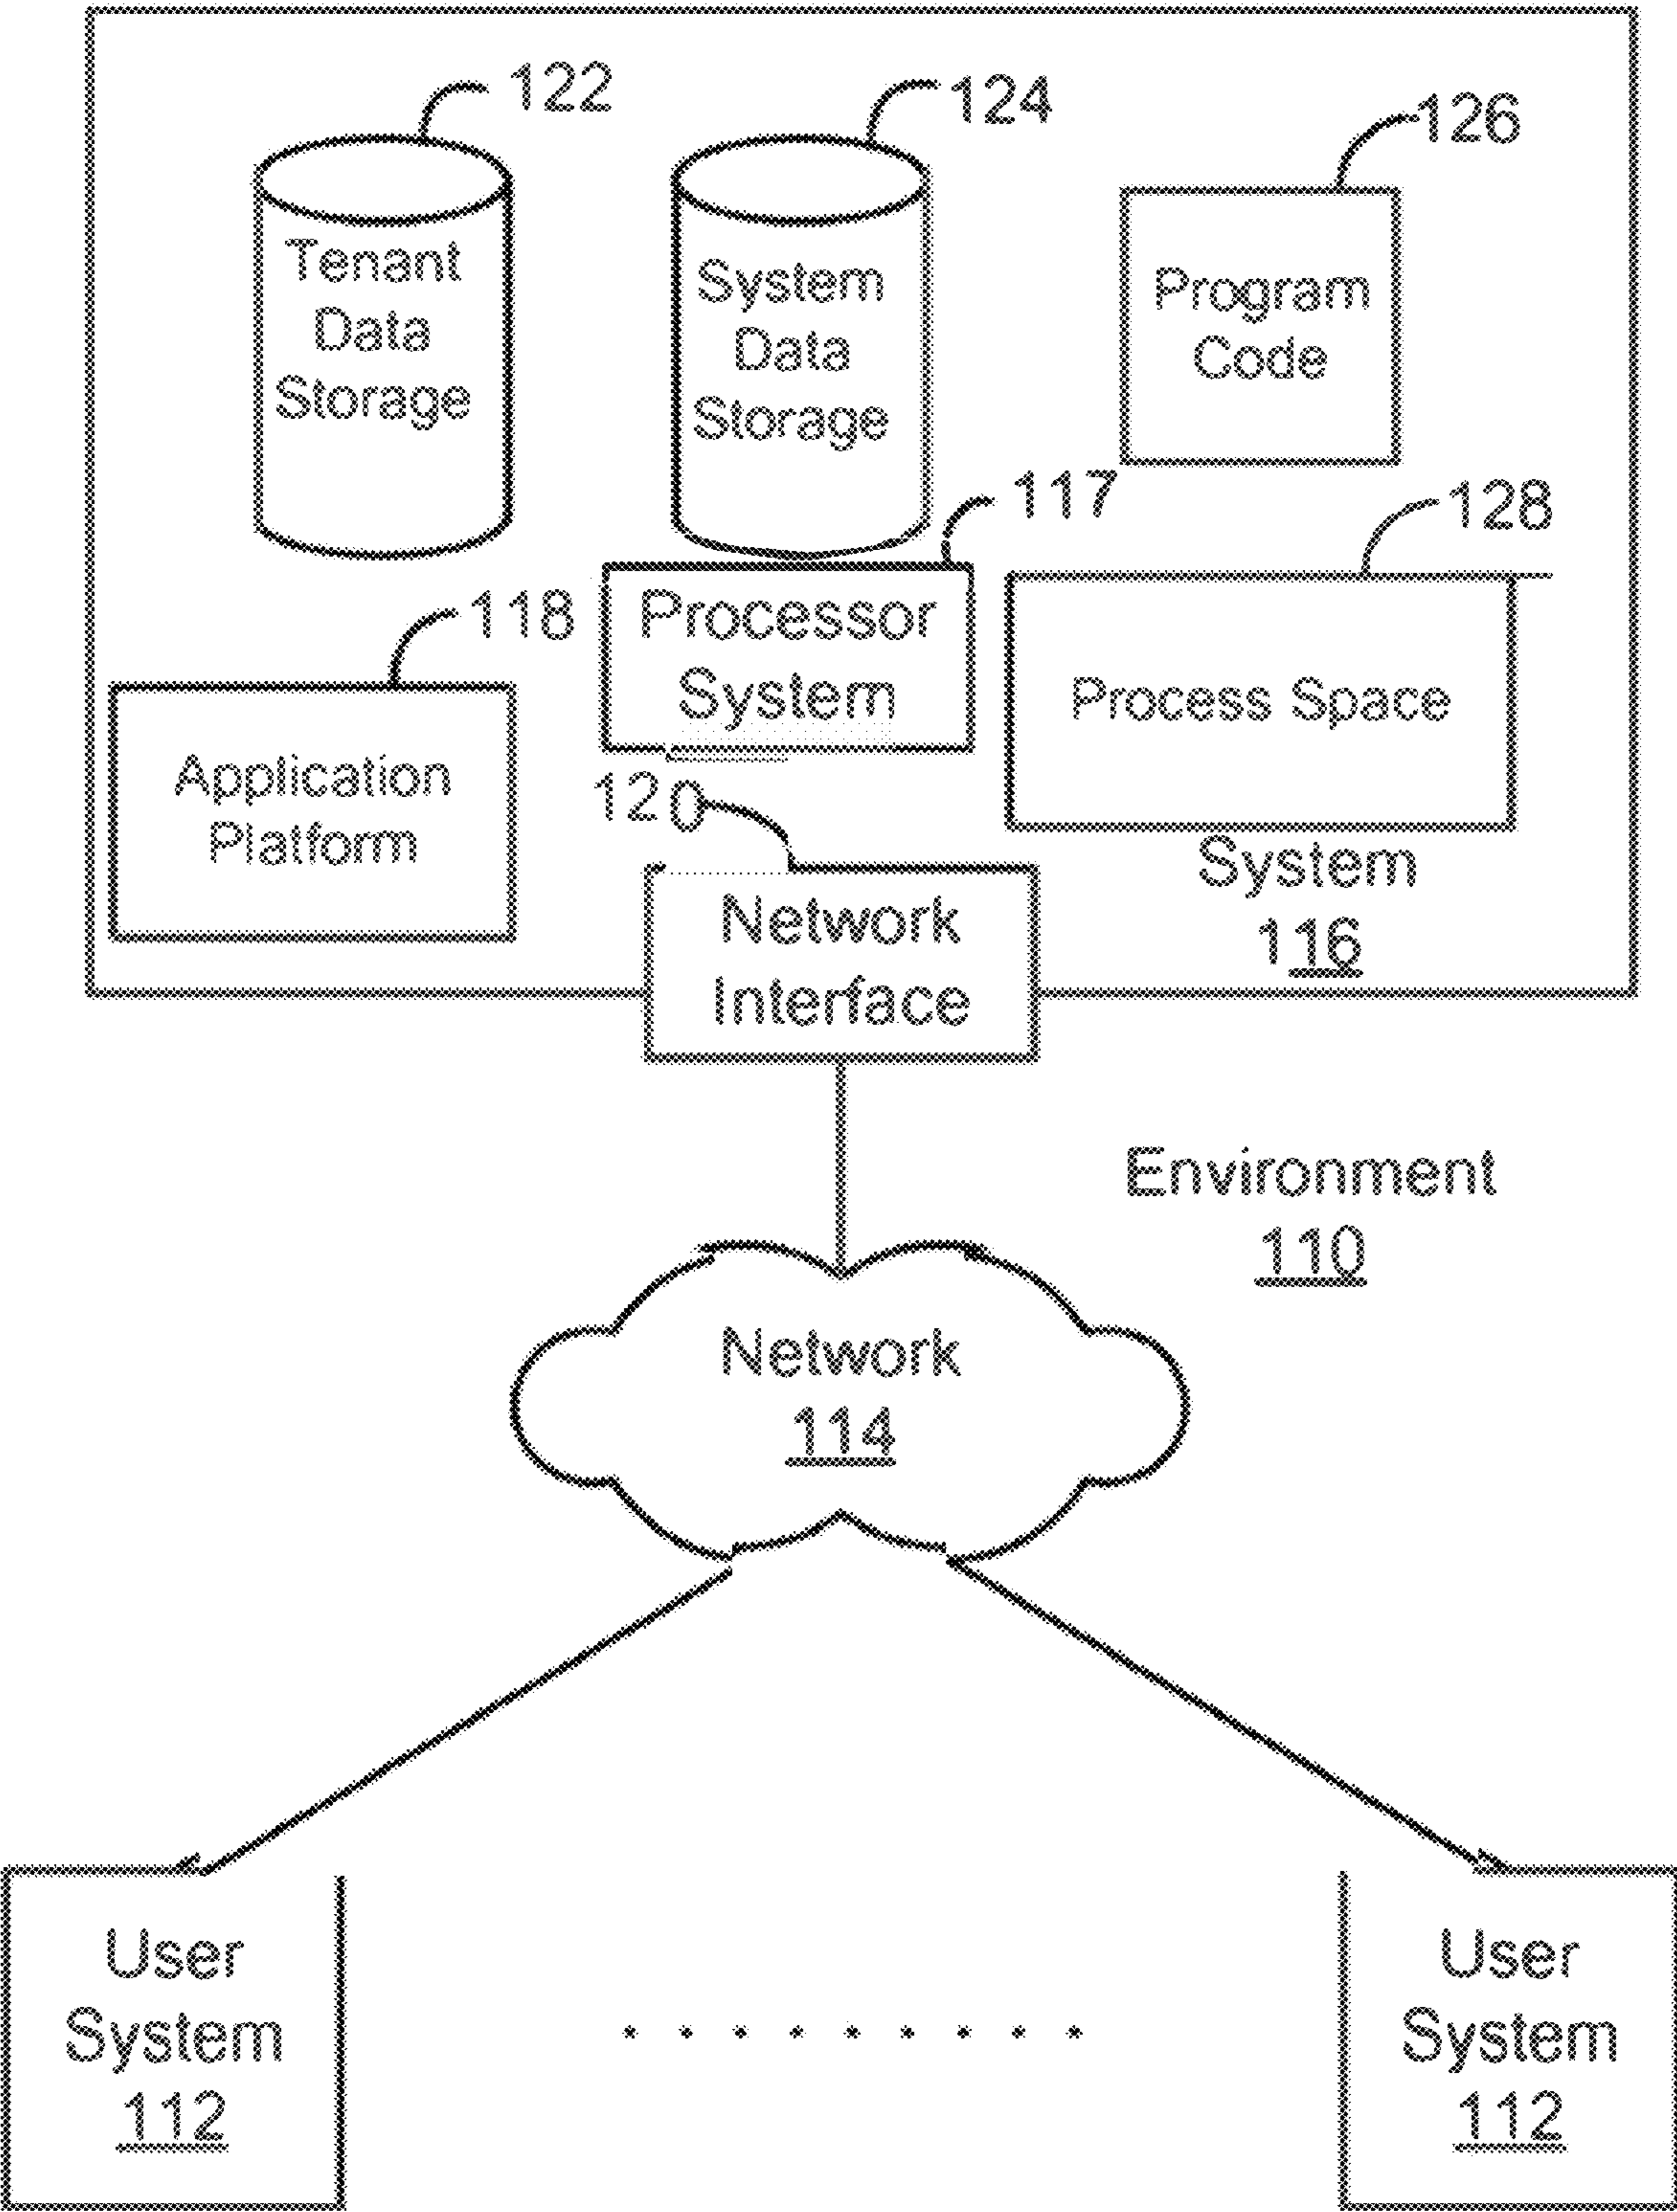 122
124
126
Tenant
Data
Storage
System
Data
Storage
Program
Code
117
128
118
Processor
System
Process Space
Application
Platform
120
System
116
Network
Interface
Environment
110
Network
114
User
System
112
. . . . . . . . .
User
System
112